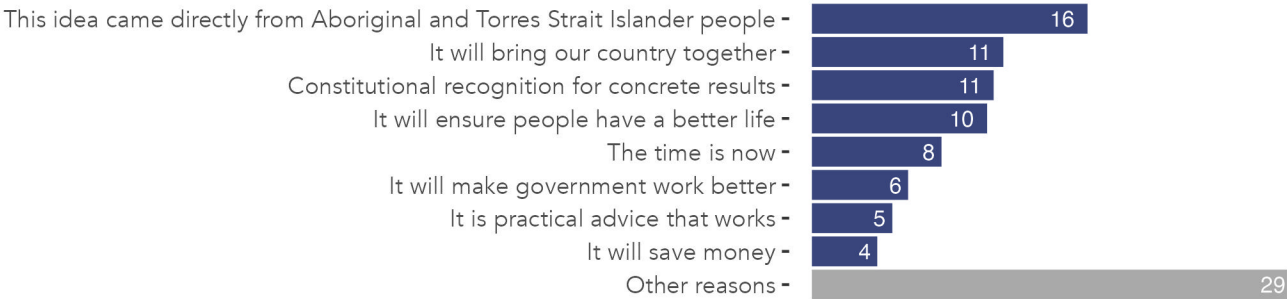 This idea came directly from Aboriginal and Torres Strait Islander people - 16
It will bring our country together - 11
Constitutional recognition for concrete results - 11
It will ensure people have a better life - 10
The time is now - 8
It will make government work better - 6
It is practical advice that works - 5
It will save money - 4
Other reasons - 29